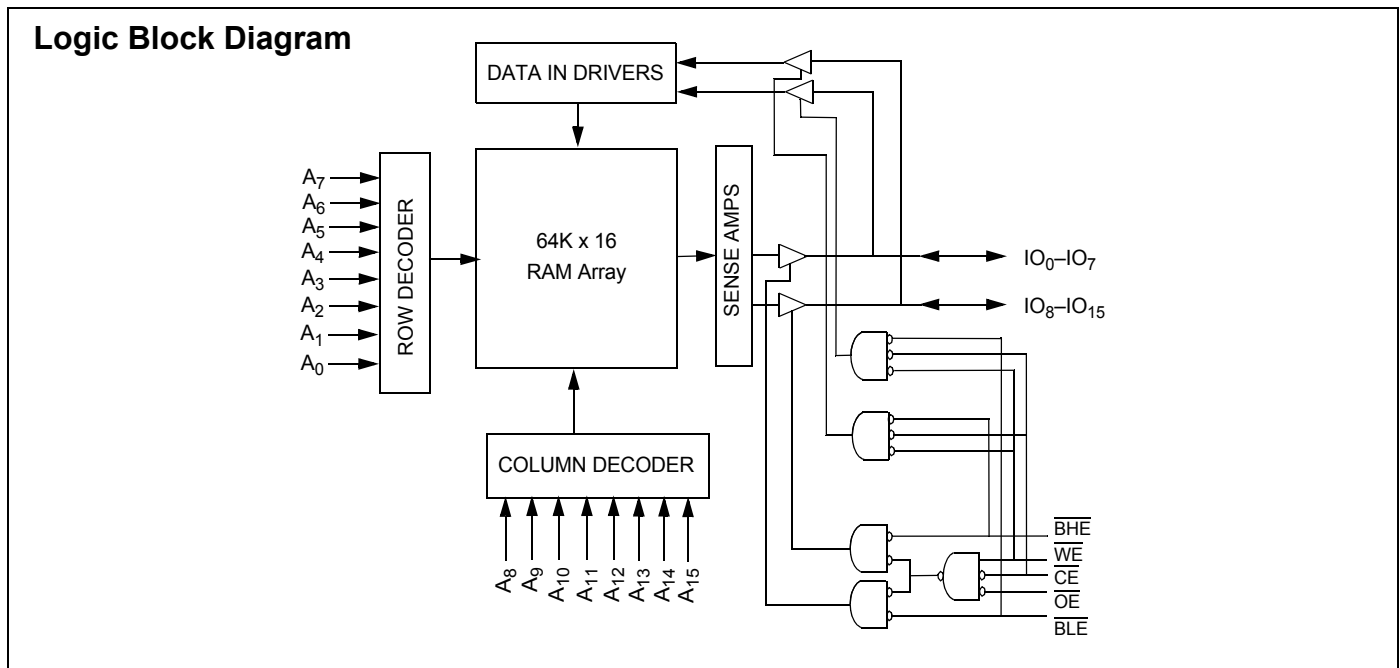 Logic Block Diagram
DATA IN DRIVERS
A7
A6
A5
A4
A3
A2
A1
A0
ROW DECODER
64K x 16
RAM Array
SENSE AMPS
IO0–IO7
IO8–IO15
COLUMN DECODER
A8
A9
A10
A11
A12
A13
A14
A15
BHE
WE
CE
OE
BLE